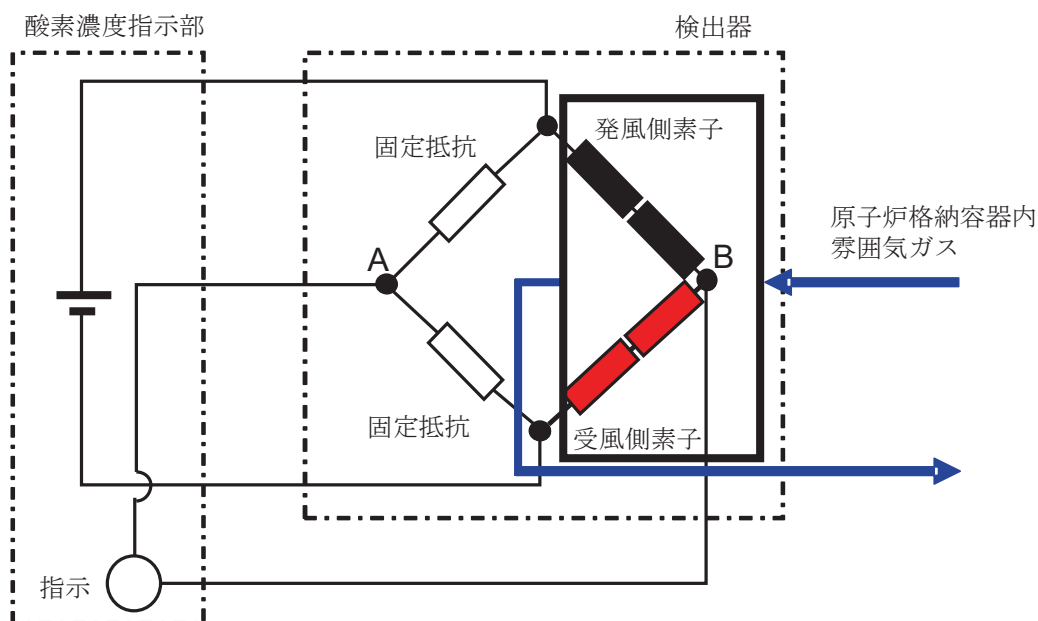 酸素濃度指示部
検出器
発風側素子
固定抵抗
原子炉格納容器内
雰囲気ガス
A
B
固定抵抗
受風側素子
指示